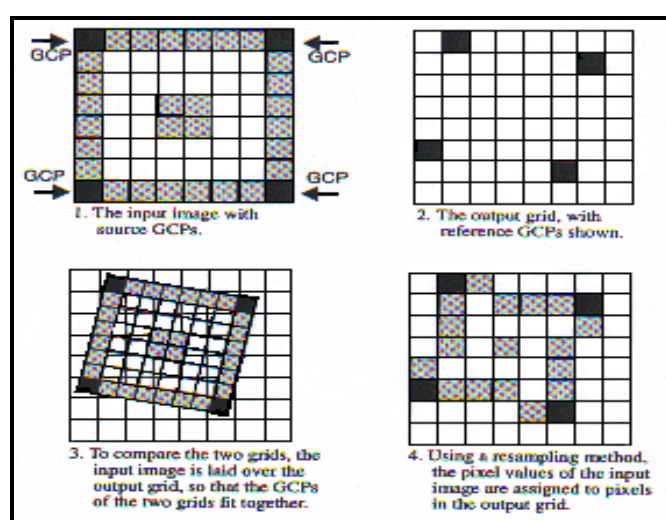 GCP
GCP
GCP
GCP
1. The input image with
source GCPs.
2. The output grid, with
reference GCPs shown.
3. To compare the two grids, the
input image is laid over the
output grid, so that the GCPs
of the two grids fit together.
4. Using a resampling method,
the pixel values of the input
image are assigned to pixels
in the output grid.